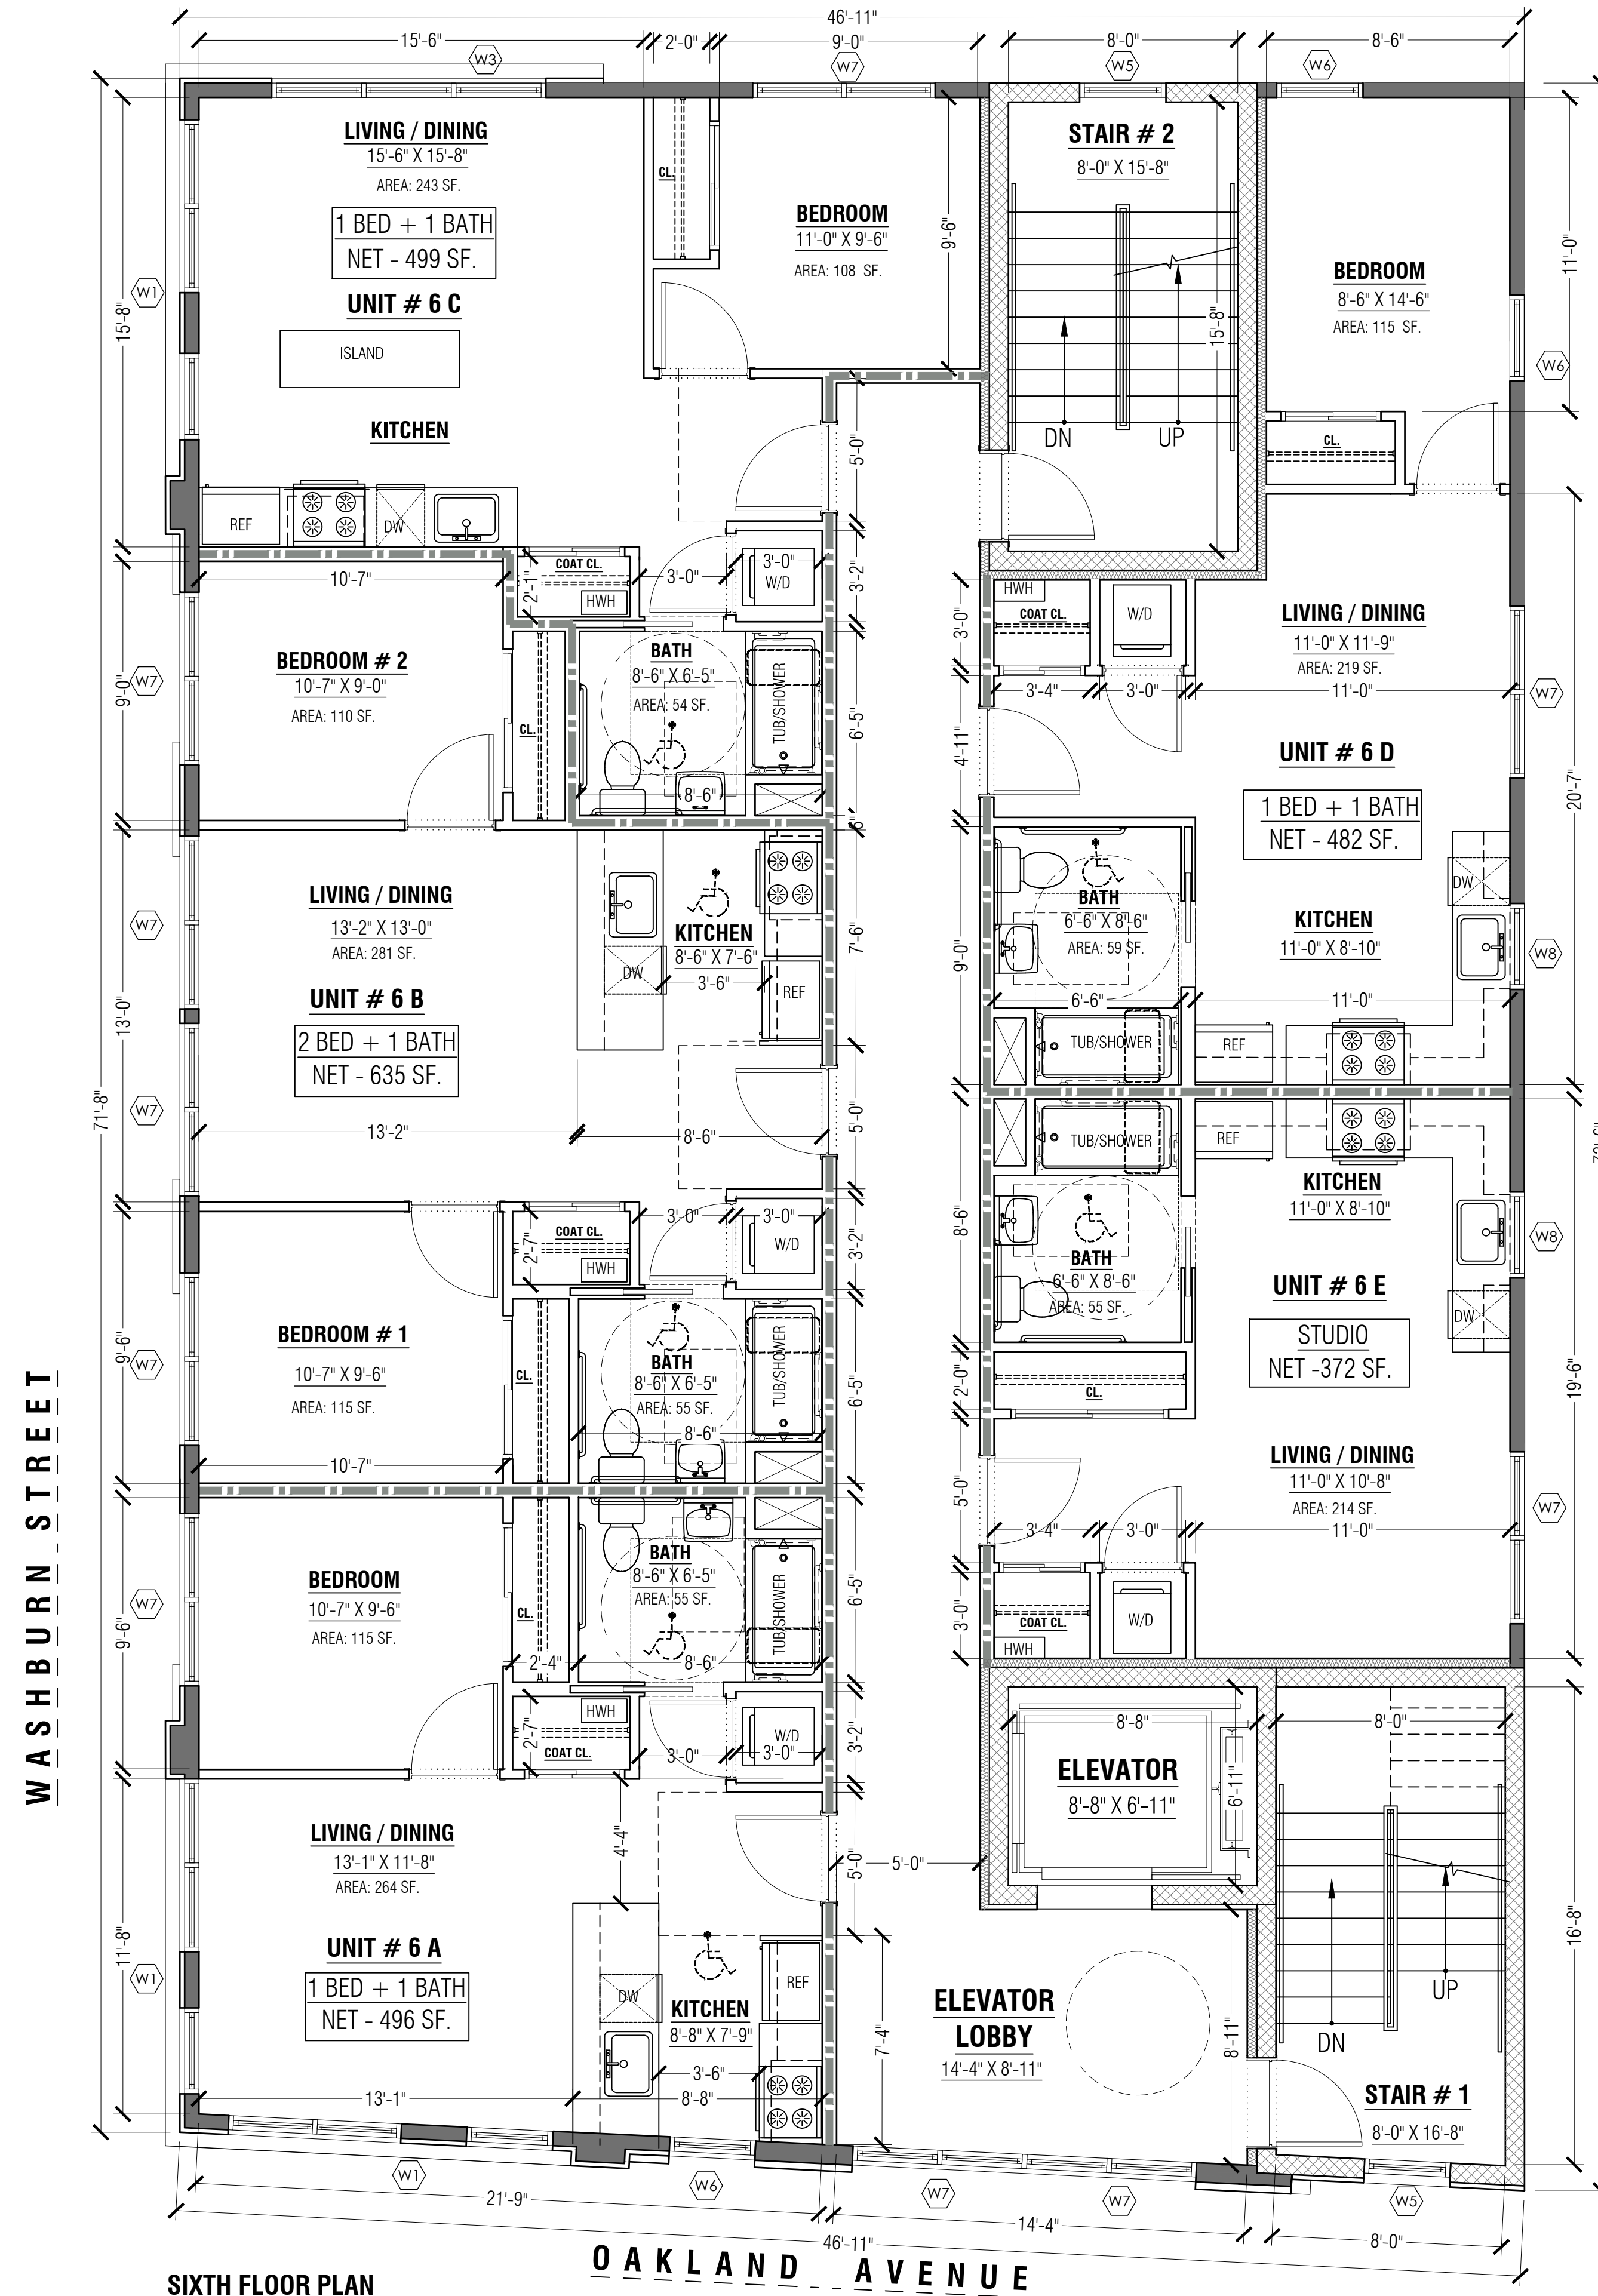 46'-11"
15'-6"
2'-0"
9'-0"
8'-0"
8'-6"
W3
W7
W5
W6
LIVING / DINING
15'-6" X 15'-8"
AREA: 243 SF.
1 BED + 1 BATH
NET - 499 SF.
UNIT # 6 C
ISLAND
KITCHEN
REF
DW
W1
15'-8"
CL.
BEDROOM
11'-0" X 9'-6"
AREA: 108 SF.
9'-6"
STAIR # 2
8'-0" X 15'-8"
15'-8"
DN
UP
BEDROOM
8'-6" X 14'-6"
AREA: 115 SF.
11'-0"
W6
CL.
5'-0"
10'-7"
COAT CL.
2'-1"
HWH
3'-0"
3'-0"
W/D
3'-2"
BEDROOM # 2
10'-7" X 9'-0"
AREA: 110 SF.
9'-0"
W7
CL.
BATH
8'-6" X 6'-5"
AREA: 54 SF.
TUB/SHOWER
8'-6"
6'-5"
6"
HWH
COAT CL.
W/D
3'-0"
3'-4"
3'-0"
11'-0"
LIVING / DINING
11'-0" X 11'-9"
AREA: 219 SF.
W7
4'-11"
UNIT # 6 D
1 BED + 1 BATH
NET - 482 SF.
20'-7"
LIVING / DINING
13'-2" X 13'-0"
AREA: 281 SF.
W7
UNIT # 6 B
2 BED + 1 BATH
NET - 635 SF.
13'-0"
71'-8"
W7
DW
KITCHEN
8'-6" X 7'-6"
3'-6"
REF
7'-6"
13'-2"
8'-6"
5'-0"
BATH
6'-6" X 8'-6"
AREA: 59 SF.
9'-0"
6'-6"
11'-0"
TUB/SHOWER
REF
KITCHEN
11'-0" X 8'-10"
DW
W8
TUB/SHOWER
REF
KITCHEN
11'-0" X 8'-10"
W8
DW
8'-6"
BATH
6'-6" X 8'-6"
AREA: 55 SF.
UNIT # 6 E
STUDIO
NET -372 SF.
19'-6"
2'-0"
CL.
COAT CL.
2'-7"
HWH
3'-0"
3'-0"
W/D
3'-2"
BEDROOM # 1
10'-7" X 9'-6"
AREA: 115 SF.
9'-6"
W7
10'-7"
CL.
BATH
8'-6" X 6'-5"
AREA: 55 SF.
8'-6"
TUB/SHOWER
6'-5"
LIVING / DINING
11'-0" X 10'-8"
AREA: 214 SF.
W7
5'-0"
3'-4"
3'-0"
11'-0"
3'-0"
COAT CL.
HWH
W/D
BEDROOM
10'-7" X 9'-6"
AREA: 115 SF.
9'-6"
W7
CL.
BATH
8'-6" X 6'-5"
AREA: 55 SF.
2'-4"
8'-6"
TUB/SHOWER
6'-5"
HWH
2'-7"
COAT CL.
3'-0"
W/D
3'-0"
3'-2"
WASHBURN STREET
LIVING / DINING
13'-1" X 11'-8"
AREA: 264 SF.
UNIT # 6 A
1 BED + 1 BATH
NET - 496 SF.
11'-8"
W1
4'-4"
5'-0"
5'-0"
DW
REF
KITCHEN
8'-8" X 7'-9"
3'-6"
13'-1"
8'-8"
7'-4"
8'-8"
ELEVATOR
8'-8" X 6'-11"
6'-11"
8'-0"
ELEVATOR
LOBBY
14'-4" X 8'-11"
8'-11"
DN
UP
16'-8"
STAIR # 1
8'-0" X 16'-8"
W1
W6
W7
W7
W5
21'-9"
14'-4"
8'-0"
46'-11"
OAKLAND AVENUE
SIXTH FLOOR PLAN